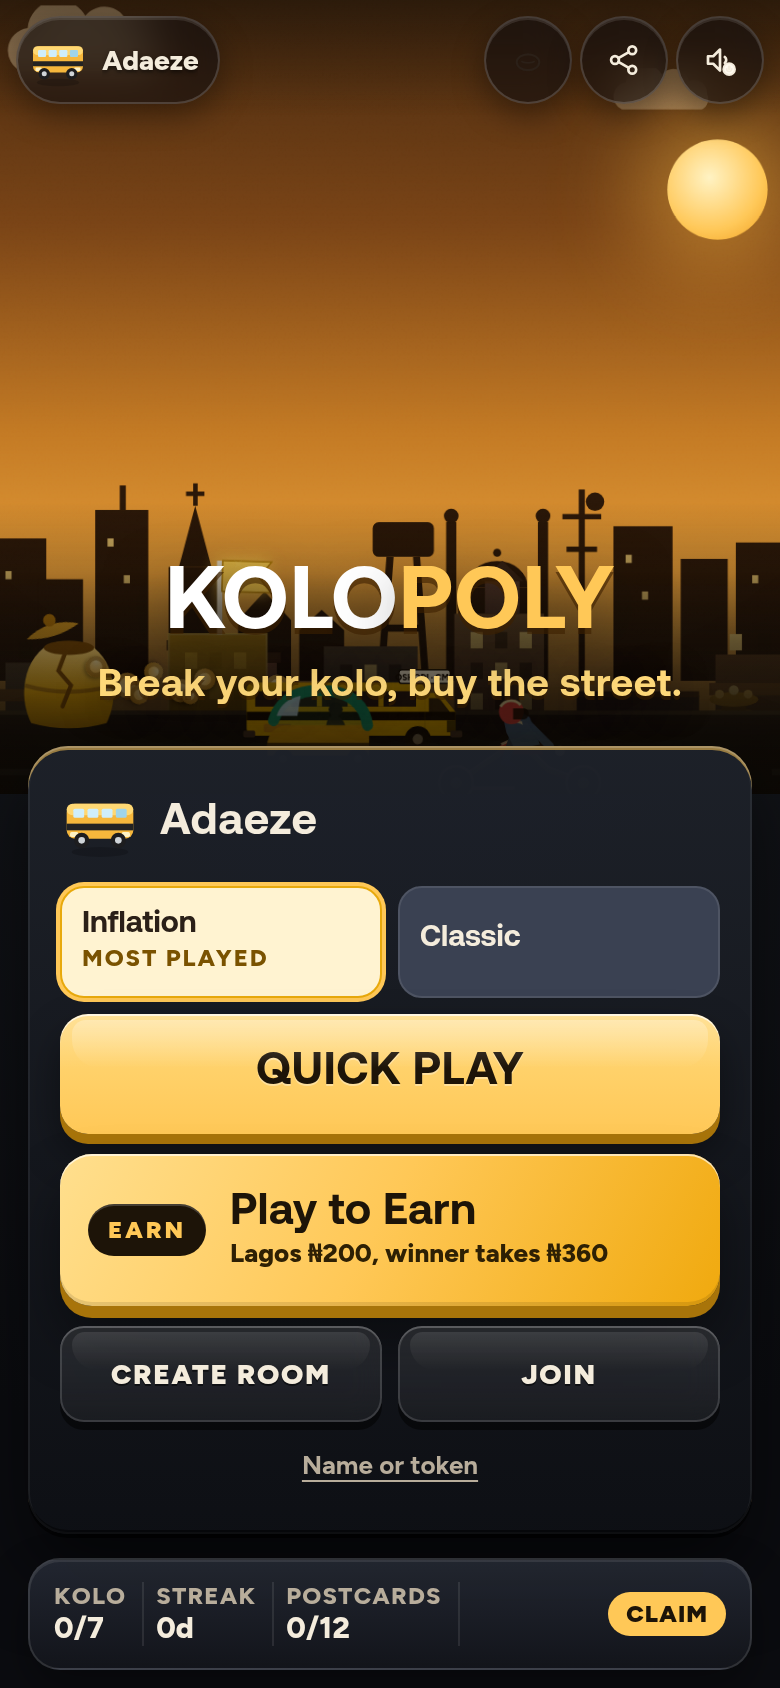 Adaeze
KOLOPOLY
Break your kolo, buy the street.
Adaeze
Inflation
MOST PLAYED
Classic
QUICK PLAY
EARN
Play to Earn
Lagos ₦200, winner takes ₦360
CREATE ROOM
JOIN
Name or token
KOLO
0/7
STREAK
0d
POSTCARDS
0/12
CLAIM